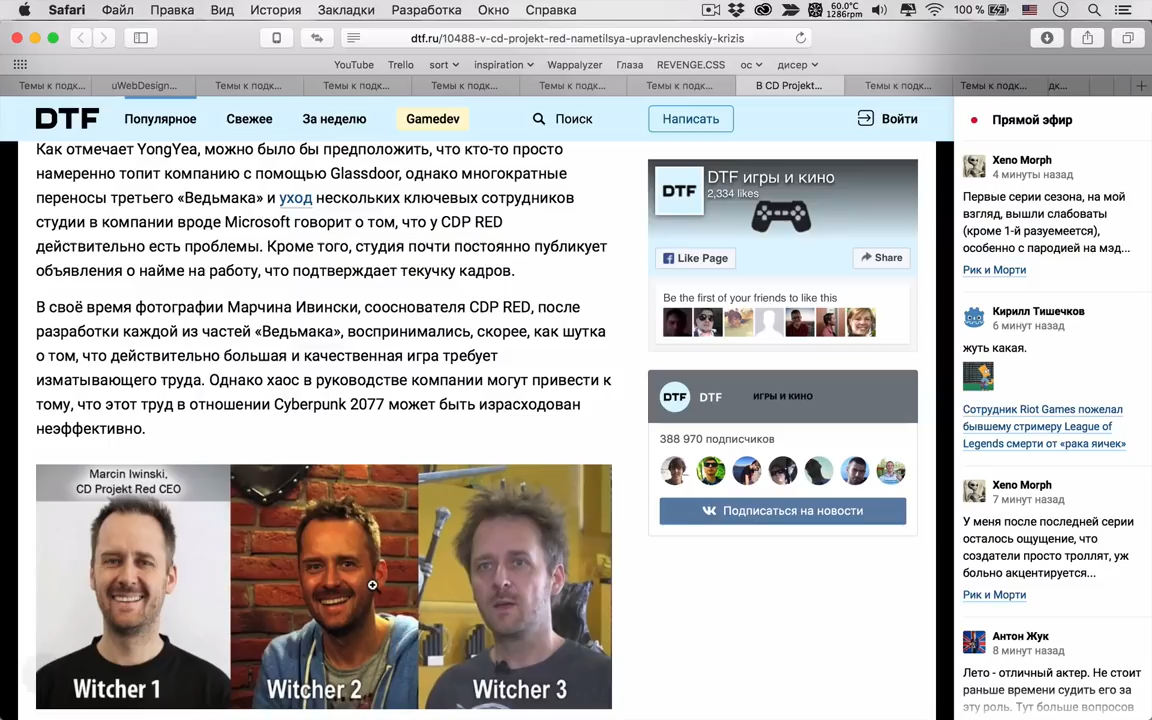 Safari Файл Правка Вид История Закладки Разработка Окно Справка
60.0°C
1286rpm
100 %
dtf.ru/10488-v-cd-projekt-red-nametilsya-upravlencheskiy-krizis
YouTube Trello sort inspiration Wappalyzer Глаза REVENGE.CSS ос дисер
Темы к подк... uWebDesign... Темы к подк... Темы к подк... Темы к подк... Темы к подк... Темы к подк... В CD Projekt... Темы к подк... Темы к подк... дк...
DTF Популярное Свежее За неделю Gamedev Поиск Написать Войти
Как отмечает YongYea, можно было бы предположить, что кто-то просто
намеренно топит компанию с помощью Glassdoor, однако многократные
переносы третьего «Ведьмака» и уход нескольких ключевых сотрудников
студии в компании вроде Microsoft говорит о том, что у CDP RED
действительно есть проблемы. Кроме того, студия почти постоянно публикует
объявления о найме на работу, что подтверждает текучку кадров.
В своё время фотографии Марчина Ивински, сооснователя CDP RED, после
разработки каждой из частей «Ведьмака», воспринимались, скорее, как шутка
о том, что действительно большая и качественная игра требует
изматывающего труда. Однако хаос в руководстве компании могут привести к
тому, что этот труд в отношении Cyberpunk 2077 может быть израсходован
неэффективно.
Marcin Iwinski,
CD Projekt Red CEO
Witcher 1 Witcher 2 Witcher 3
DTF
DTF игры и кино
2,334 likes
Like Page Share
Be the first of your friends to like this
DTF DTF ИГРЫ И КИНО
388 970 подписчиков
Подписаться на новости
Прямой эфир
Xeno Morph
4 минуты назад
Первые серии сезона, на мой
взгляд, вышли слабоваты
(кроме 1-й разуемеется),
особенно с пародией на мэд...
Рик и Морти
Кирилл Тишечков
6 минут назад
жуть какая.
Сотрудник Riot Games пожелал
бывшему стримеру League of
Legends смерти от «рака яичек»
Xeno Morph
7 минут назад
У меня после последней серии
осталось ощущение, что
создатели просто троллят, уж
больно акцентируется...
Рик и Морти
Антон Жук
8 минут назад
Лето - отличный актер. Не стоит
раньше времени судить его за
эту роль. Тут больше вопросов